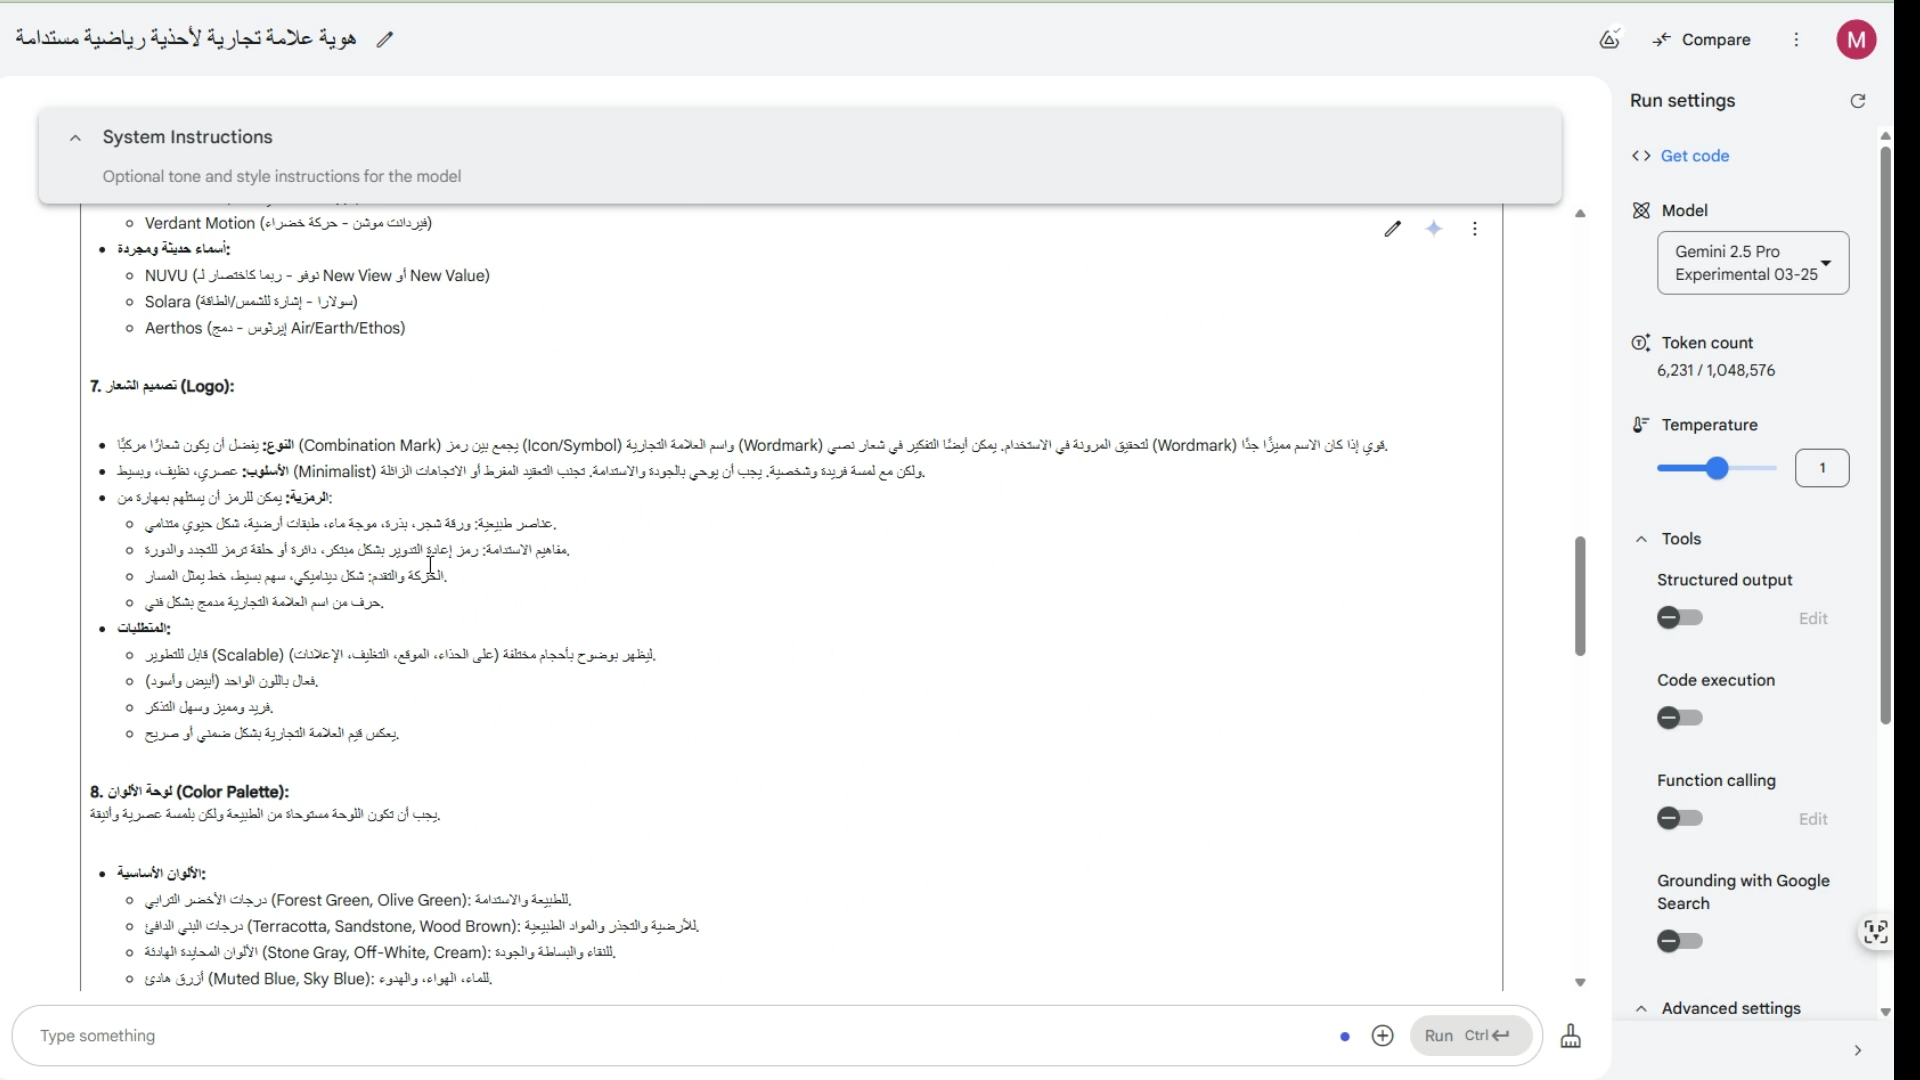 هوية علامة تجارية لأحذية رياضية مستدامة
Compare
M
System Instructions
Optional tone and style instructions for the model
Verdant Motion (فيردانت موشن - حركة خضراء)
أسماء حديثة ومجردة:
NUVU (نوفو - ربما كاختصار لـ New View أو New Value)
Solara (سولارا - إشارة للشمس/الطاقة)
Aerthos (إيرثوس - دمج Air/Earth/Ethos)
7. تصميم الشعار (Logo):
النوع: يفضل أن يكون شعارًا مركبًا (Combination Mark) يجمع بين رمز (Icon/Symbol) واسم العلامة التجارية (Wordmark) لتحقيق المرونة في الاستخدام. يمكن أيضًا التفكير في شعار نصي (Wordmark) قوي إذا كان الاسم مميزًا جدًا.
الأسلوب: عصري، نظيف، وبسيط (Minimalist) ولكن مع لمسة فريدة وشخصية. يجب أن يوحي بالجودة والاستدامة. تجنب التعقيد المفرط أو الاتجاهات الزائلة.
الرمزية: يمكن للرمز أن يستلهم بمهارة من:
عناصر طبيعية: ورقة شجر، بذرة، موجة ماء، طبقات أرضية، شكل حيوي متنامي.
مفاهيم الاستدامة: رمز إعادة التدوير بشكل مبتكر، دائرة أو حلقة ترمز للتجدد والدورة.
الحركة والتقدم: شكل ديناميكي، سهم بسيط، خط يمثل المسار.
حرف من اسم العلامة التجارية مدمج بشكل فني.
المتطلبات:
قابل للتطوير (Scalable) ليظهر بوضوح بأحجام مختلفة (على الحذاء، الموقع، التغليف، الإعلانات).
فعال باللون الواحد (أبيض وأسود).
فريد ومميز وسهل التذكر.
يعكس قيم العلامة التجارية بشكل ضمني أو صريح.
8. لوحة الألوان (Color Palette):
يجب أن تكون اللوحة مستوحاة من الطبيعة ولكن بلمسة عصرية وأنيقة.
الألوان الأساسية:
درجات الأخضر الترابي (Forest Green, Olive Green): للطبيعة والاستدامة.
درجات البني الدافئ (Terracotta, Sandstone, Wood Brown): للأرضية والتجذر والمواد الطبيعية.
الألوان المحايدة الهادئة (Stone Gray, Off-White, Cream): للنقاء والبساطة والجودة.
أزرق هادئ (Muted Blue, Sky Blue): للماء، الهواء، والهدوء.
Type something
Run Ctrl
Run settings
Get code
Model
Gemini 2.5 Pro
Experimental 03-25
Token count
6,231 / 1,048,576
Temperature
1
Tools
Structured output
Edit
Code execution
Function calling
Edit
Grounding with Google
Search
Advanced settings